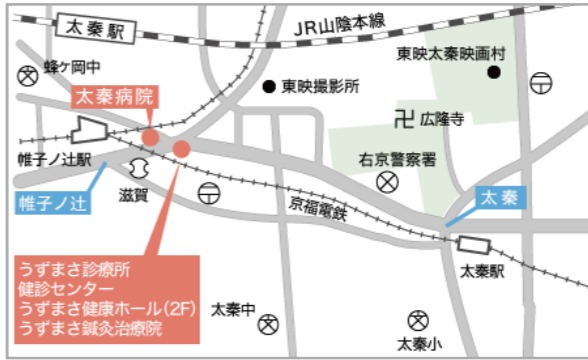 太秦駅
JR山陰本線
蜂ケ岡中
東映太秦映画村
太秦病院
東映撮影所
広隆寺
帷子ノ辻駅
右京警察署
帷子ノ辻
滋賀
京福電鉄
太秦
太秦駅
うずまさ診療所
健診センター
うずまさ健康ホール(2F)
うずまさ鍼灸治療院
太秦中
太秦小